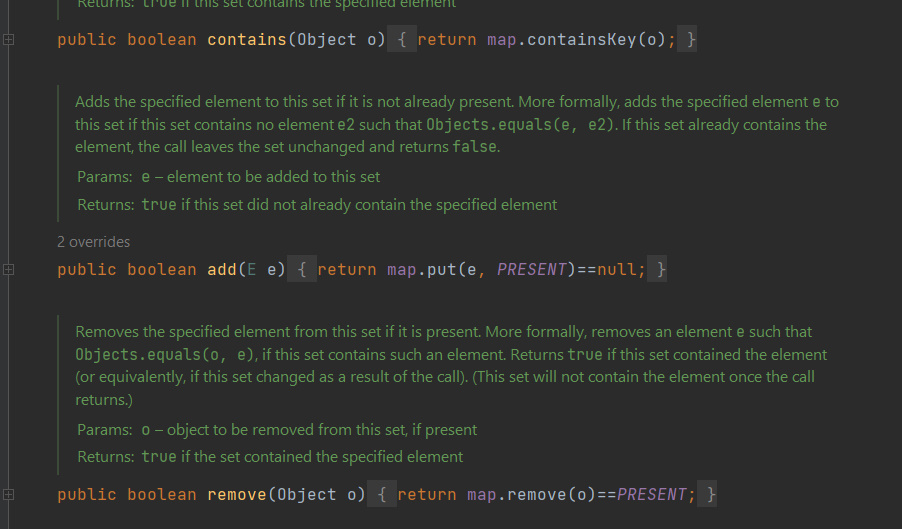 Returns: true if this set contains the specified element
public boolean contains(Object o) { return map.containsKey(o); }
Adds the specified element to this set if it is not already present. More formally, adds the specified element e to
this set if this set contains no element e2 such that Objects.equals(e, e2). If this set already contains the
element, the call leaves the set unchanged and returns false.
Params: e – element to be added to this set
Returns: true if this set did not already contain the specified element
2 overrides
public boolean add(E e) { return map.put(e, PRESENT)==null; }
Removes the specified element from this set if it is present. More formally, removes an element e such that
Objects.equals(o, e), if this set contains such an element. Returns true if this set contained the element
(or equivalently, if this set changed as a result of the call). (This set will not contain the element once the call
returns.)
Params: o – object to be removed from this set, if present
Returns: true if the set contained the specified element
public boolean remove(Object o) { return map.remove(o)==PRESENT; }